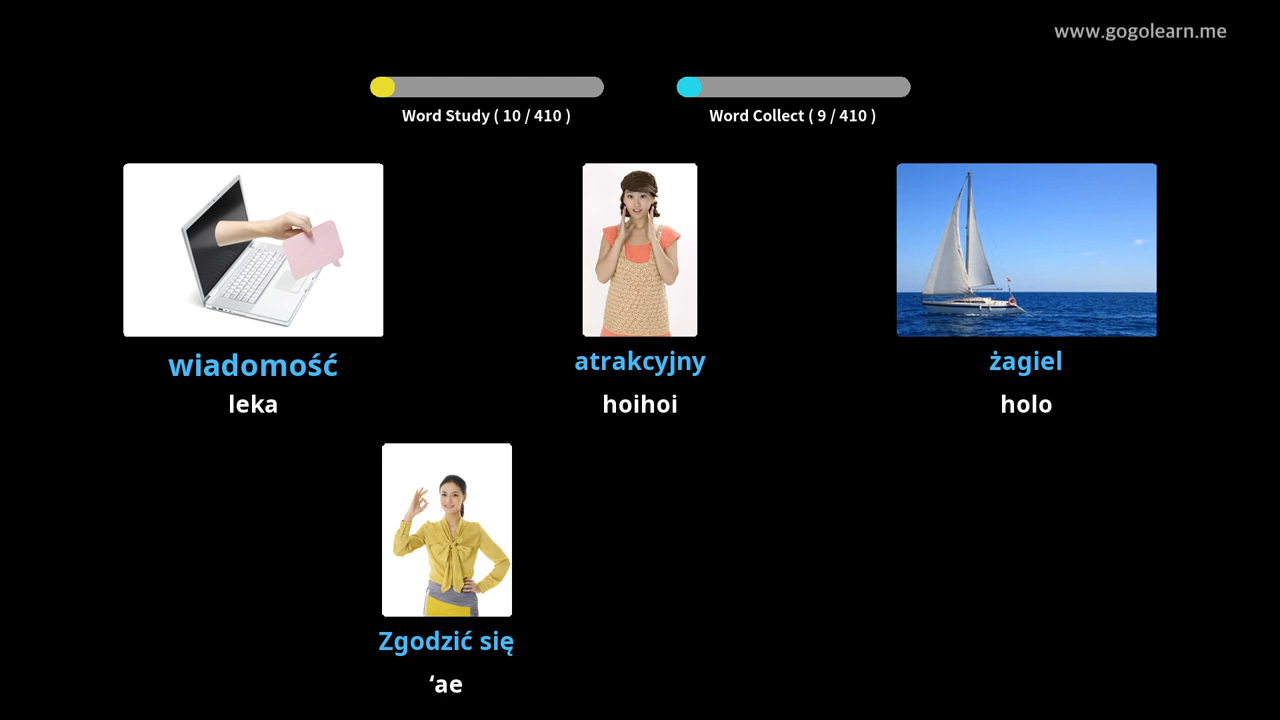 www.gogolearn.me
Word Study ( 10 / 410 )
Word Collect ( 9 / 410 )
wiadomość
leka
atrakcyjny
hoihoi
żagiel
holo
Zgodzić się
‘ae